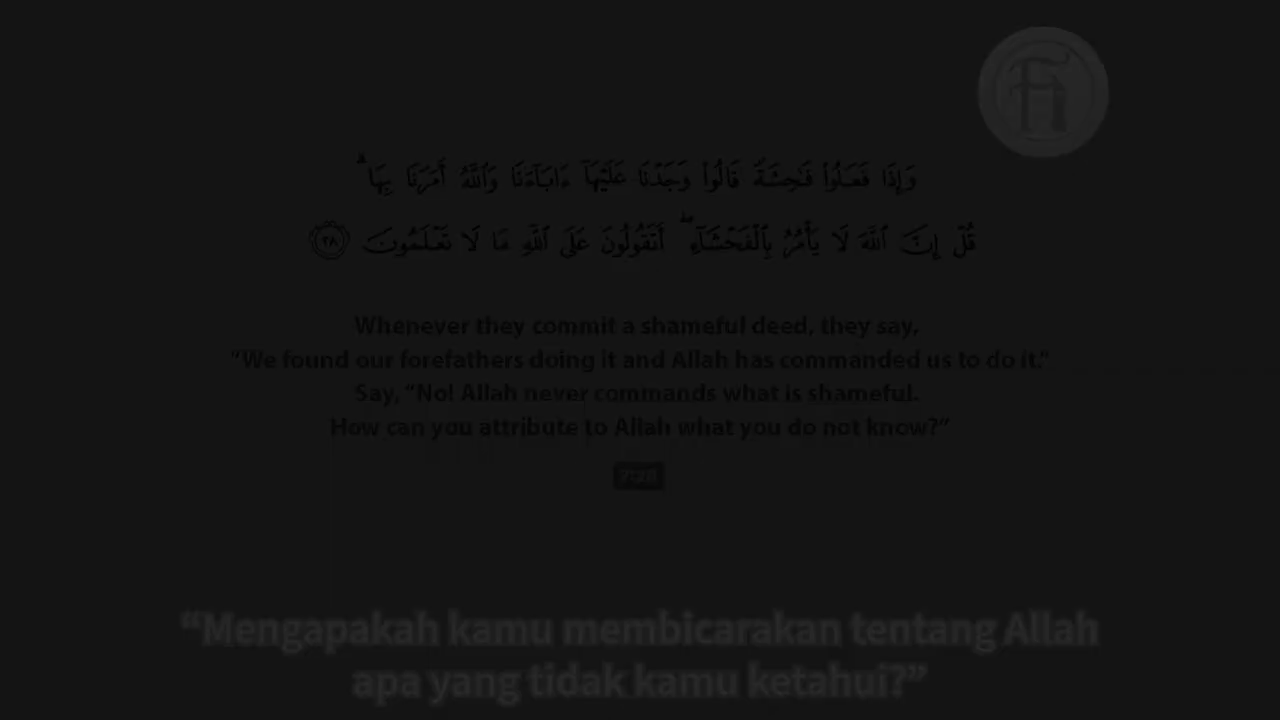 وَإِذَا فَعَلُوا۟ فَـٰحِشَةً قَالُوا۟ وَجَدْنَا عَلَيْهَآ ءَابَآءَنَا وَٱللَّهُ أَمَرَنَا بِهَا ۗ
قُلْ إِنَّ ٱللَّهَ لَا يَأْمُرُ بِٱلْفَحْشَآءِ ۖ أَتَقُولُونَ عَلَى ٱللَّهِ مَا لَا تَعْلَمُونَ ٢٨
Whenever they commit a shameful deed, they say,
“We found our forefathers doing it and Allah has commanded us to do it.”
Say, “No! Allah never commands what is shameful.
How can you attribute to Allah what you do not know?”
7:28
“Mengapakah kamu membicarakan tentang Allah
apa yang tidak kamu ketahui?”